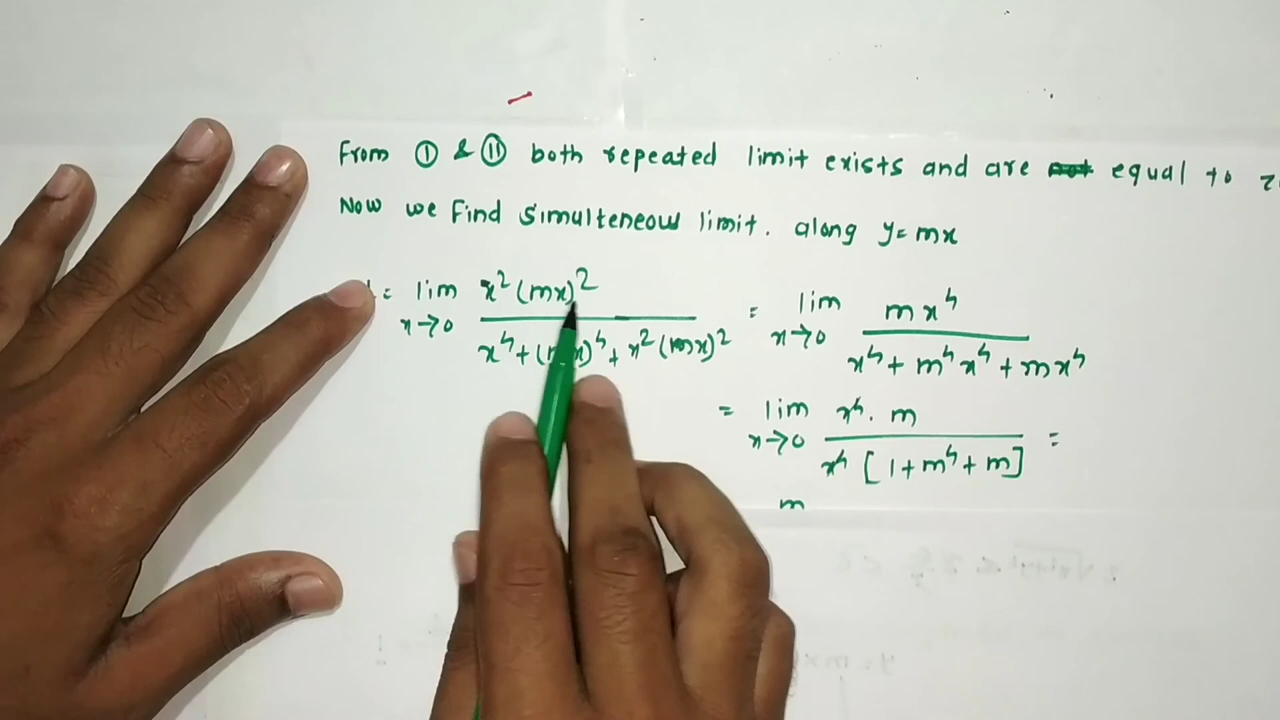 From Ⓘ & Ⓘⓘ both repeated limit exists and are not equal to
Now we find simulteneous limit. along y = mx
= lim x→0 x²(mx)² / x⁴ + (mx)⁴ + x²(mx)² = lim x→0 mx⁴ / x⁴ + m⁴x⁴ + mx⁴
= lim x→0 x⁴. m / x⁴ [1 + m⁴ + m] =
m